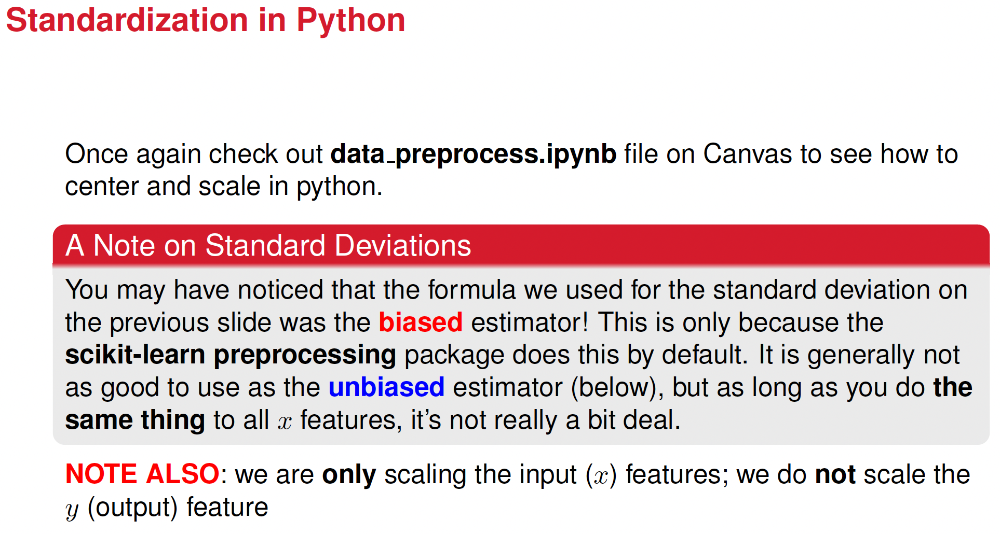 Standardization in Python
Once again check out data_preprocess.ipynb file on Canvas to see how to
center and scale in python.
A Note on Standard Deviations
You may have noticed that the formula we used for the standard deviation on
the previous slide was the biased estimator! This is only because the
scikit-learn preprocessing package does this by default. It is generally not
as good to use as the unbiased estimator (below), but as long as you do the
same thing to all x features, it’s not really a bit deal.
NOTE ALSO: we are only scaling the input (x) features; we do not scale the
y (output) feature